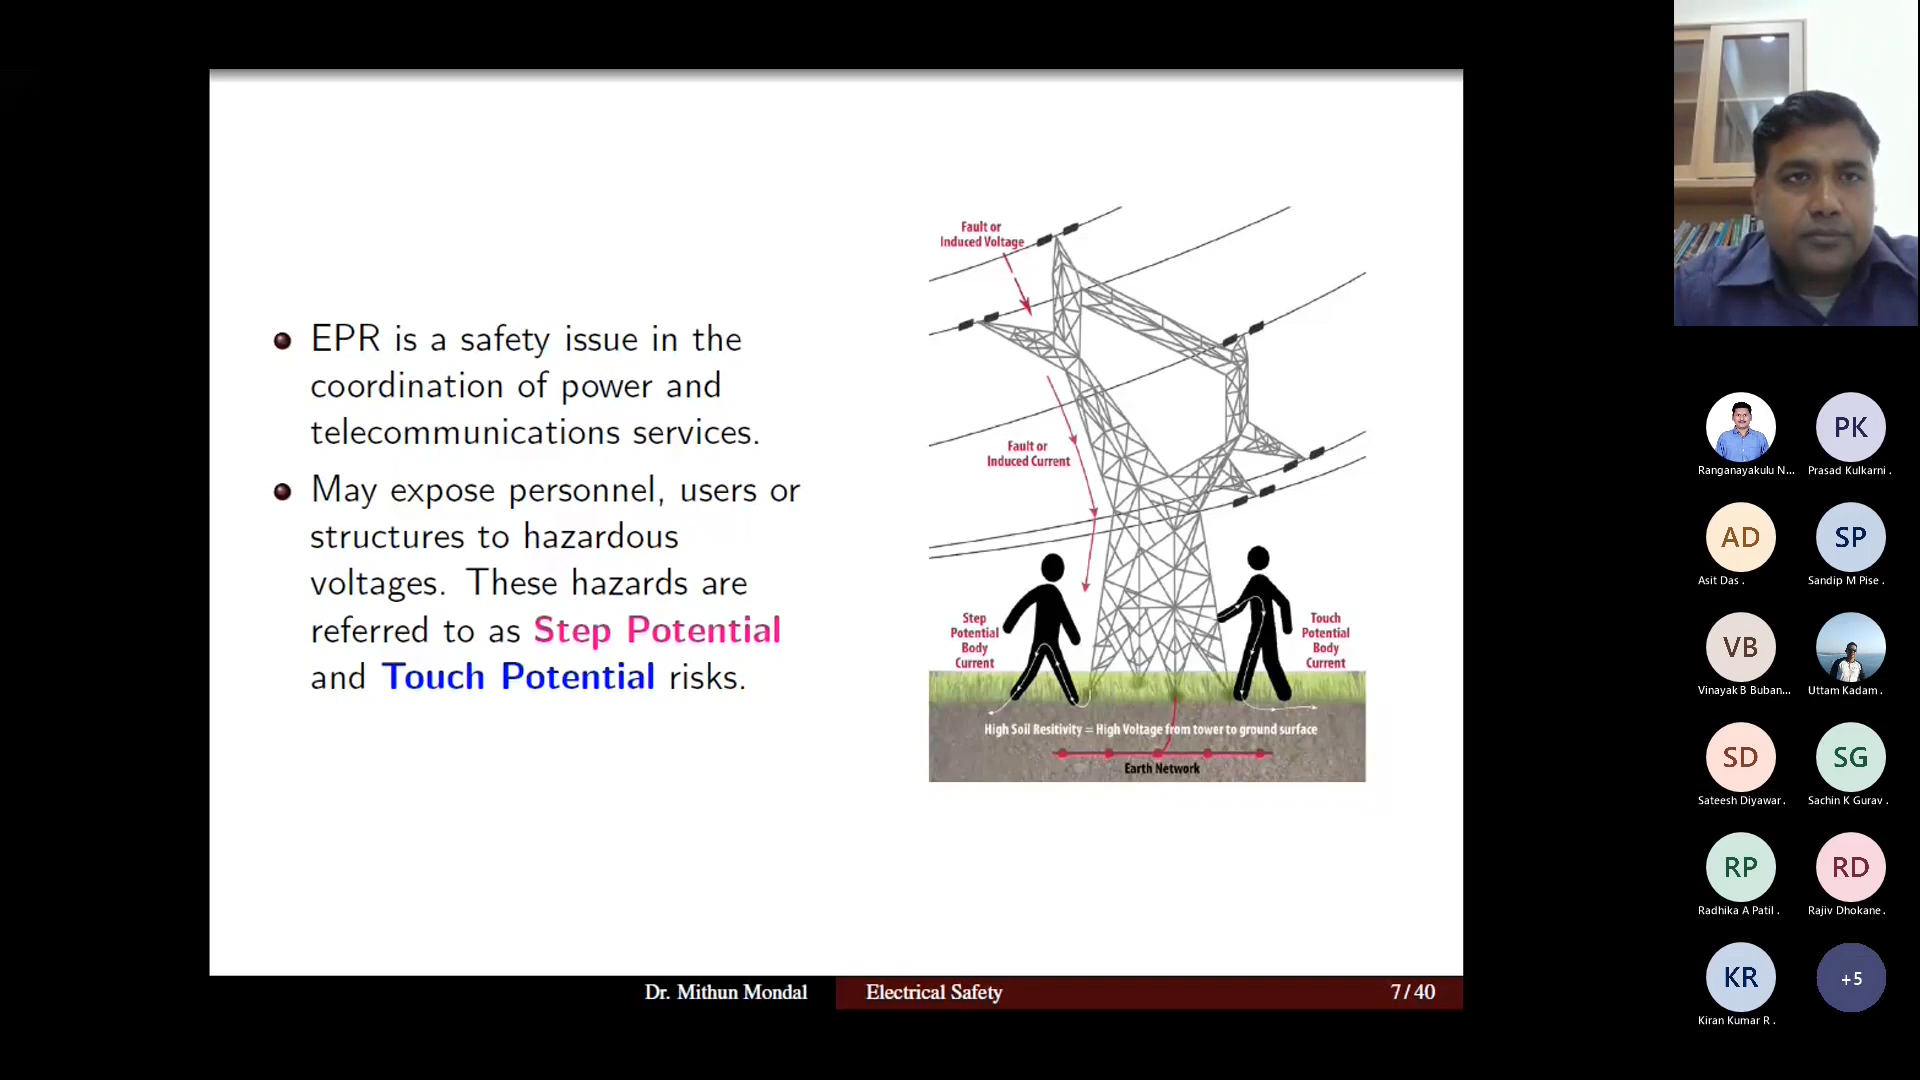 EPR is a safety issue in the
coordination of power and
telecommunications services.
May expose personnel, users or
structures to hazardous
voltages. These hazards are
referred to as Step Potential
and Touch Potential risks.
Fault or
Induced Voltage
Fault or
Induced Current
Step
Potential
Body
Current
Touch
Potential
Body
Current
High Soil Resitivity = High Voltage from tower to ground surface
Earth Network
Dr. Mithun Mondal
Electrical Safety
7/40
Ranganayakulu N...
PK
Prasad Kulkarni .
AD
Asit Das .
SP
Sandip M Pise .
VB
Vinayak B Buban...
Uttam Kadam .
SD
Sateesh Diyawar .
SG
Sachin K Gurav .
RP
Radhika A Patil .
RD
Rajiv Dhokane .
KR
Kiran Kumar R .
+5